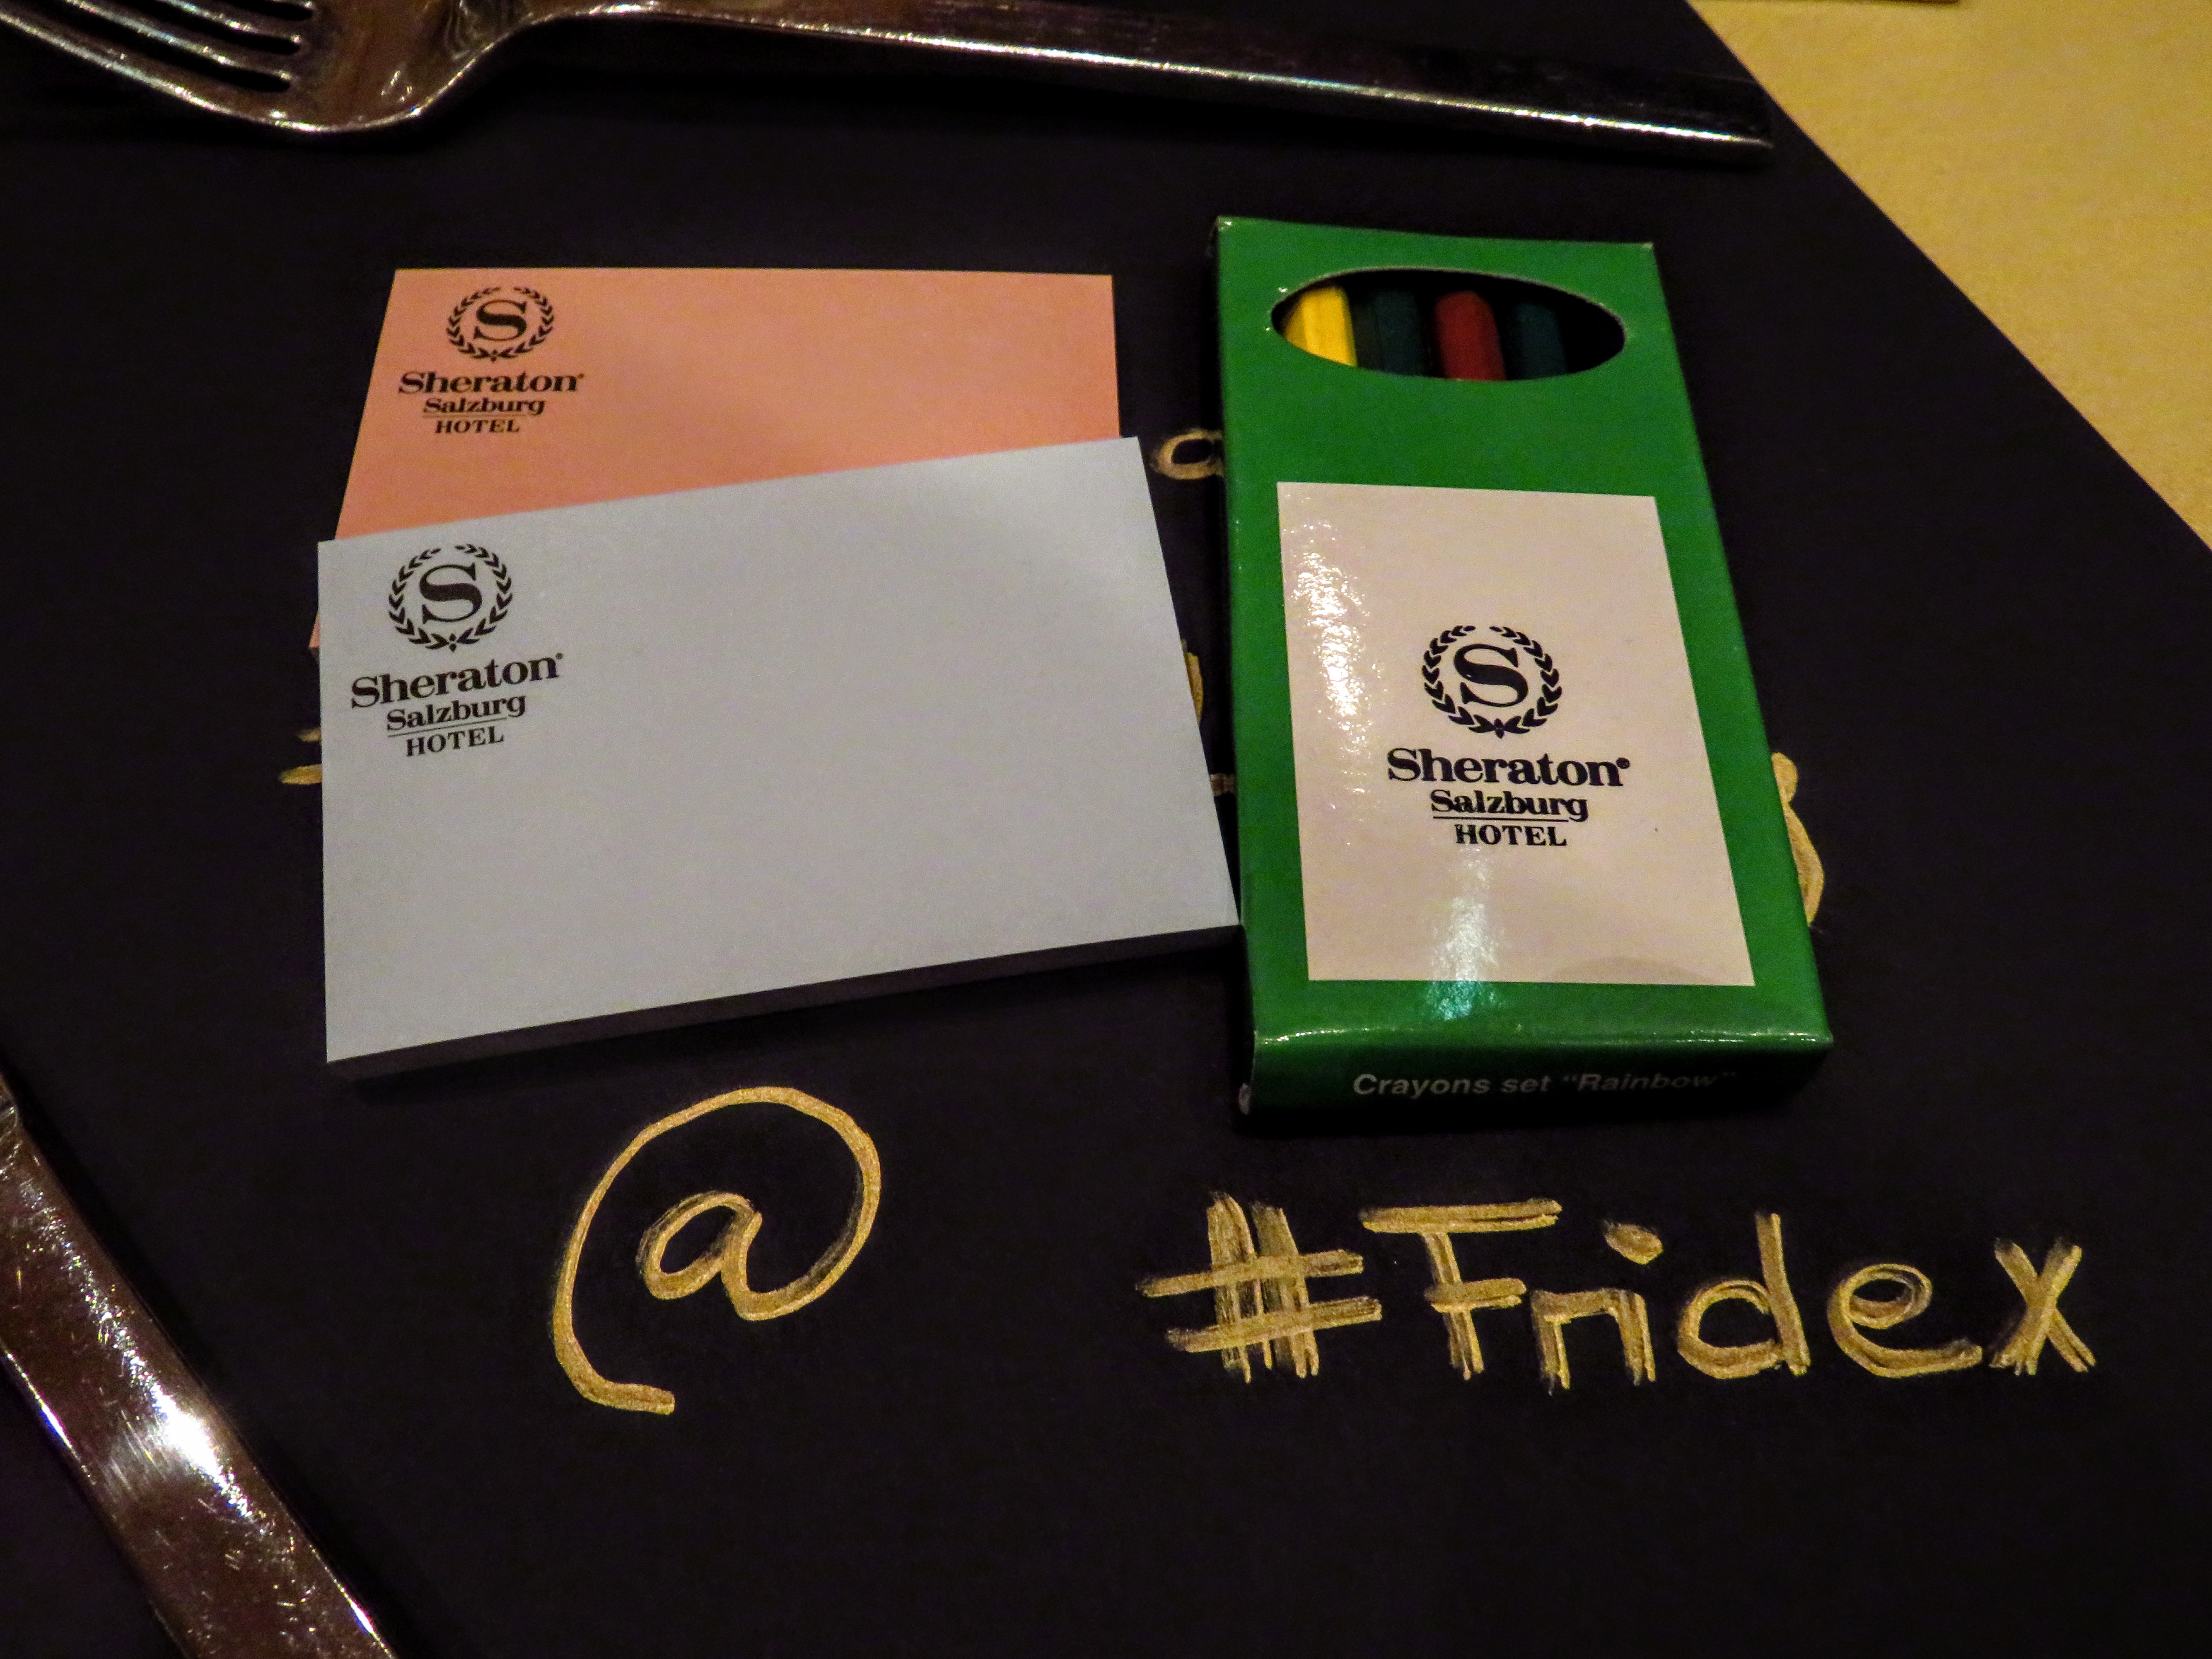 S
Sheraton
Salzburg
HOTEL
S
Sheraton
Salzburg
HOTEL
S
Sheraton
Salzburg
HOTEL
Crayons set "Rainbow"
@ #Fridex